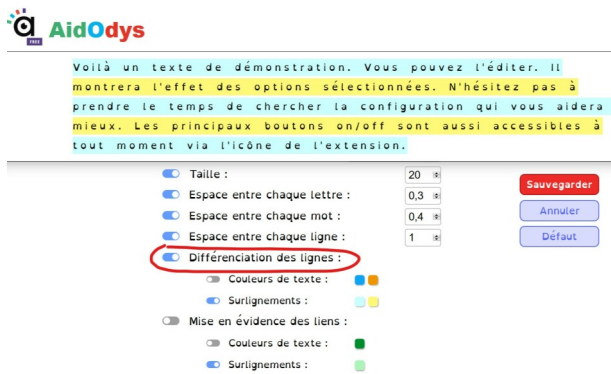 AidOdys
FREE
Voilà un texte de démonstration. Vous pouvez l'éditer. Il
montrera l'effet des options sélectionnées. N'hésitez pas à
prendre le temps de chercher la configuration qui vous aidera
mieux. Les principaux boutons on/off sont aussi accessibles à
tout moment via l'icône de l'extension.
Taille : 20
Espace entre chaque lettre : 0,3
Sauvegarder
Espace entre chaque mot : 0,4
Annuler
Espace entre chaque ligne : 1
Défaut
Différenciation des lignes :
Couleurs de texte :
Surlignements :
Mise en évidence des liens :
Couleurs de texte :
Surlignements :